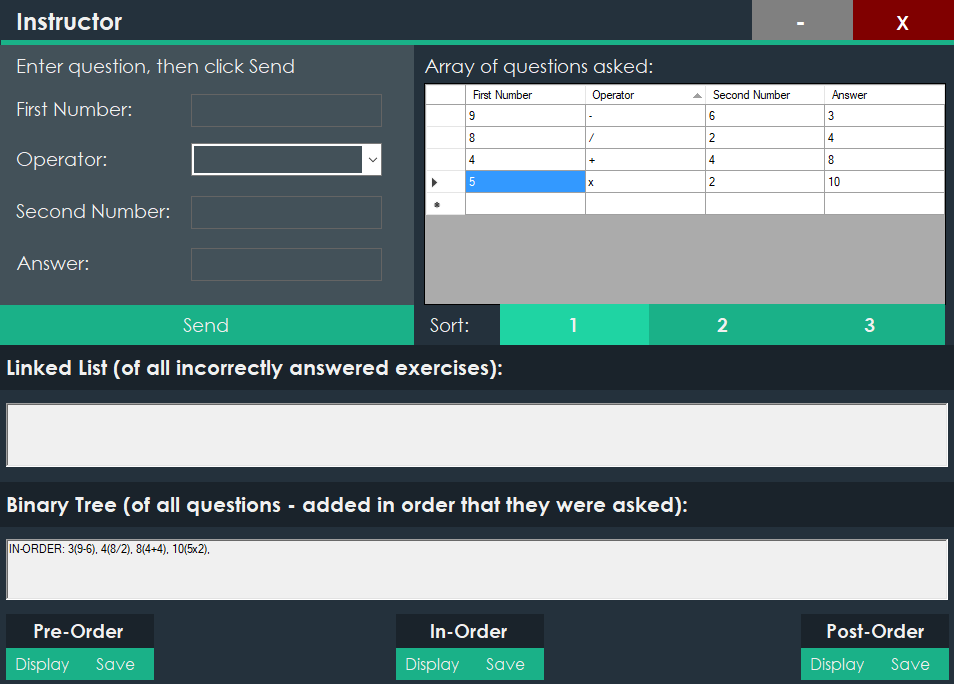 Instructor
- X
Enter question, then click Send
First Number:
Operator:
Second Number:
Answer:
Send
Array of questions asked:
First Number Operator Second Number Answer
9 - 6 3
8 / 2 4
4 + 4 8
5 x 2 10
Sort: 1 2 3
Linked List (of all incorrectly answered exercises):
Binary Tree (of all questions - added in order that they were asked):
IN-ORDER: 3(9-6), 4(8/2), 8(4+4), 10(5x2),
Pre-Order In-Order Post-Order
Display Save Display Save Display Save